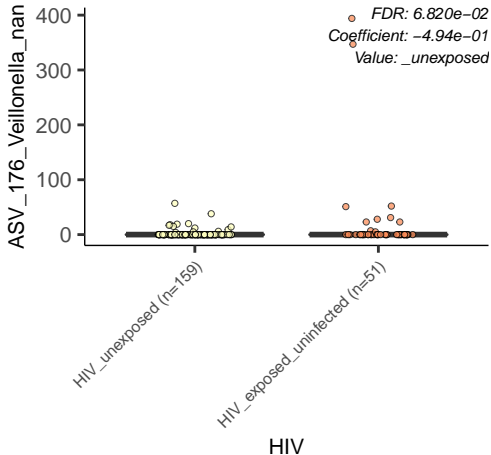 FDR: 6.820e−02
Coefficient: −4.94e−01
Value: _unexposed
ASV_176_Veillonella_nan
400
300
200
100
0
HIV_unexposed (n=159)
HIV_exposed_uninfected (n=51)
HIV